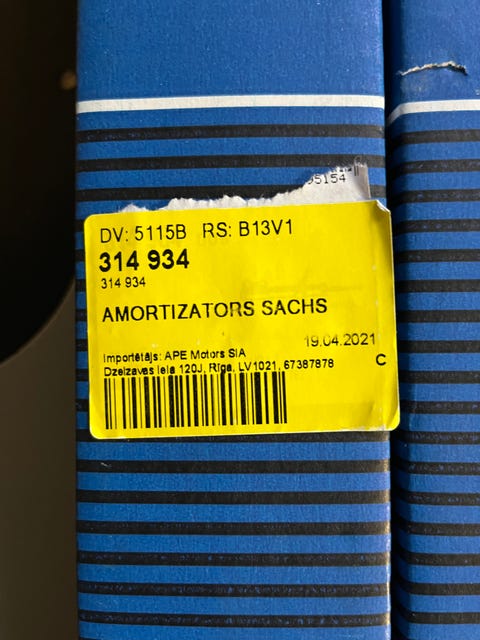 95154
DV: 5115B RS: B13V1
314 934
314 934
AMORTIZATORS SACHS
19.04.2021
Importētājs: APE Motors SIA
Dzelzavas iela 120J, Rīga, LV1021, 67387878
C